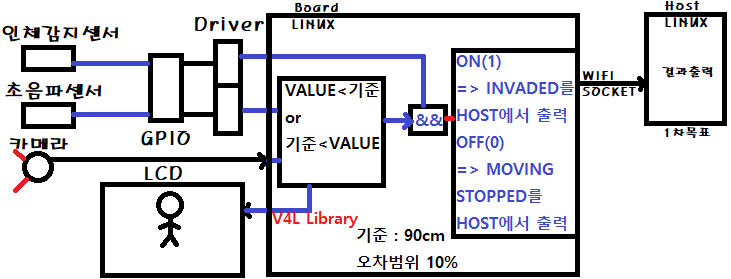 인체감지센서
초음파센서
카메라
GPIO
Driver
LCD
Board
LINUX
VALUE<기준
or
기준<VALUE
V4L Library
&&
ON(1)
=> INVADED를
HOST에서 출력
OFF(0)
=> MOVING
STOPPED를
HOST에서 출력
기준 : 90cm
오차범위 10%
WIFI
SOCKET
Host
LINUX
결과출력
1차목표